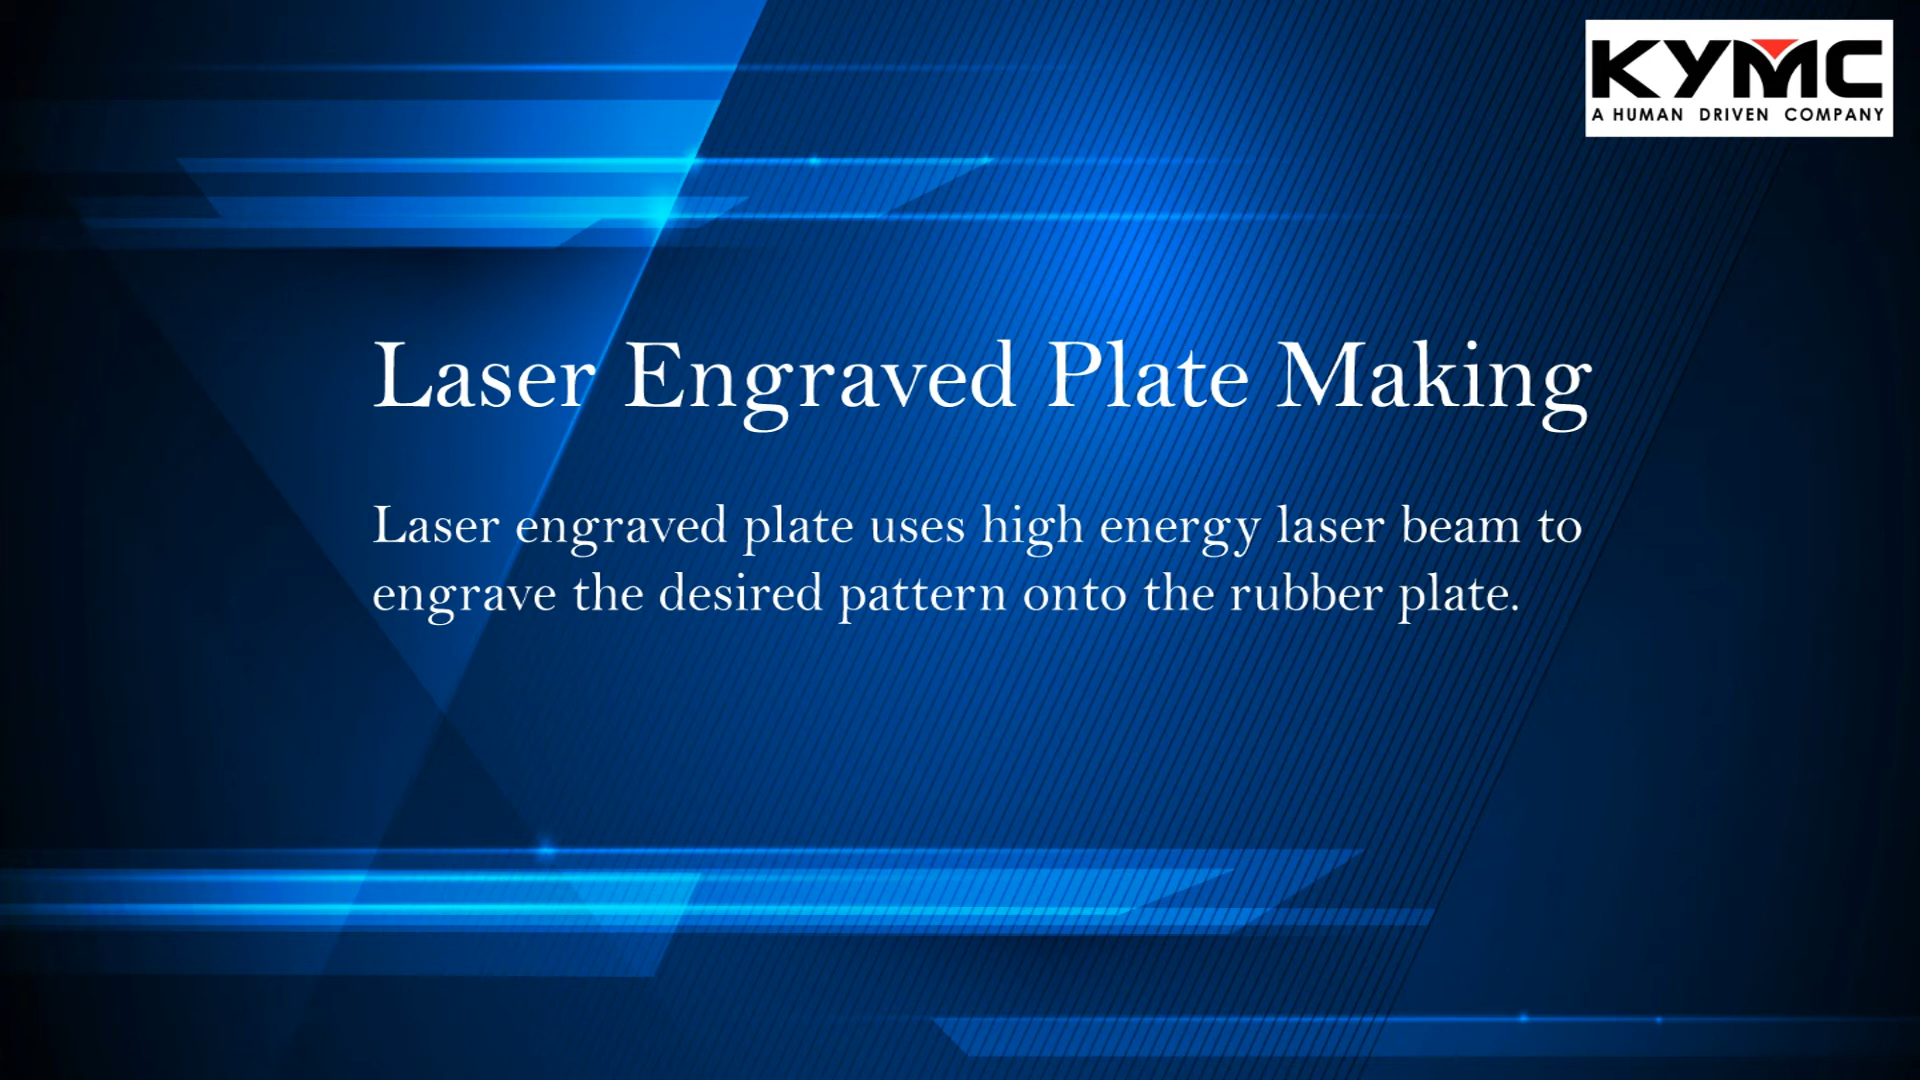 KYMC
A HUMAN DRIVEN COMPANY
Laser Engraved Plate Making
Laser engraved plate uses high energy laser beam to
engrave the desired pattern onto the rubber plate.